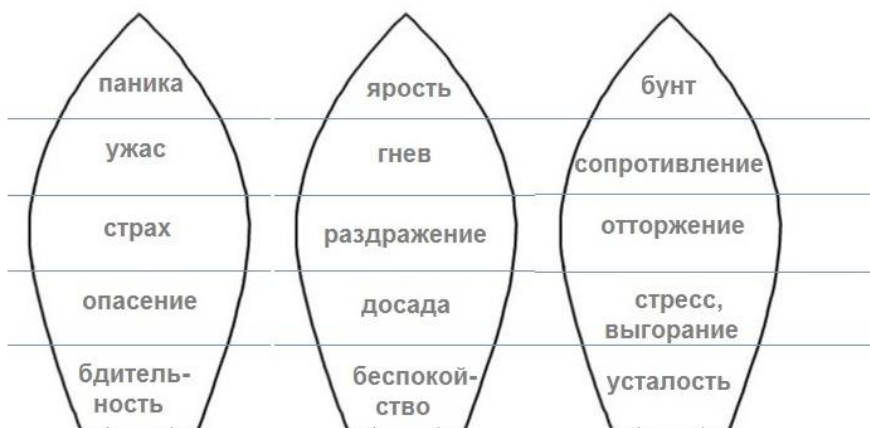 паника
ужас
страх
опасение
бдитель-
ность
ярость
гнев
раздражение
досада
беспокой-
ство
бунт
сопротивление
отторжение
стресс,
выгорание
усталость